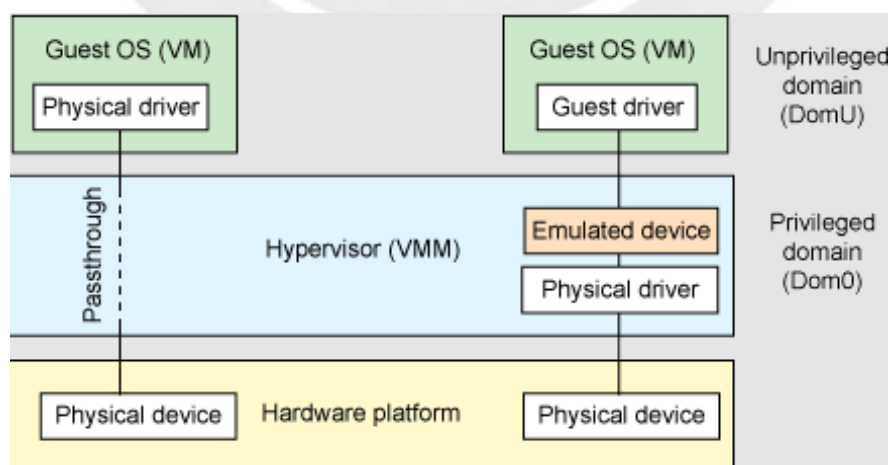 Guest OS (VM)
Physical driver
Guest OS (VM)
Guest driver
Unprivileged
domain
(DomU)
Passthrough
Hypervisor (VMM)
Emulated device
Physical driver
Privileged
domain
(Dom0)
Physical device
Hardware platform
Physical device